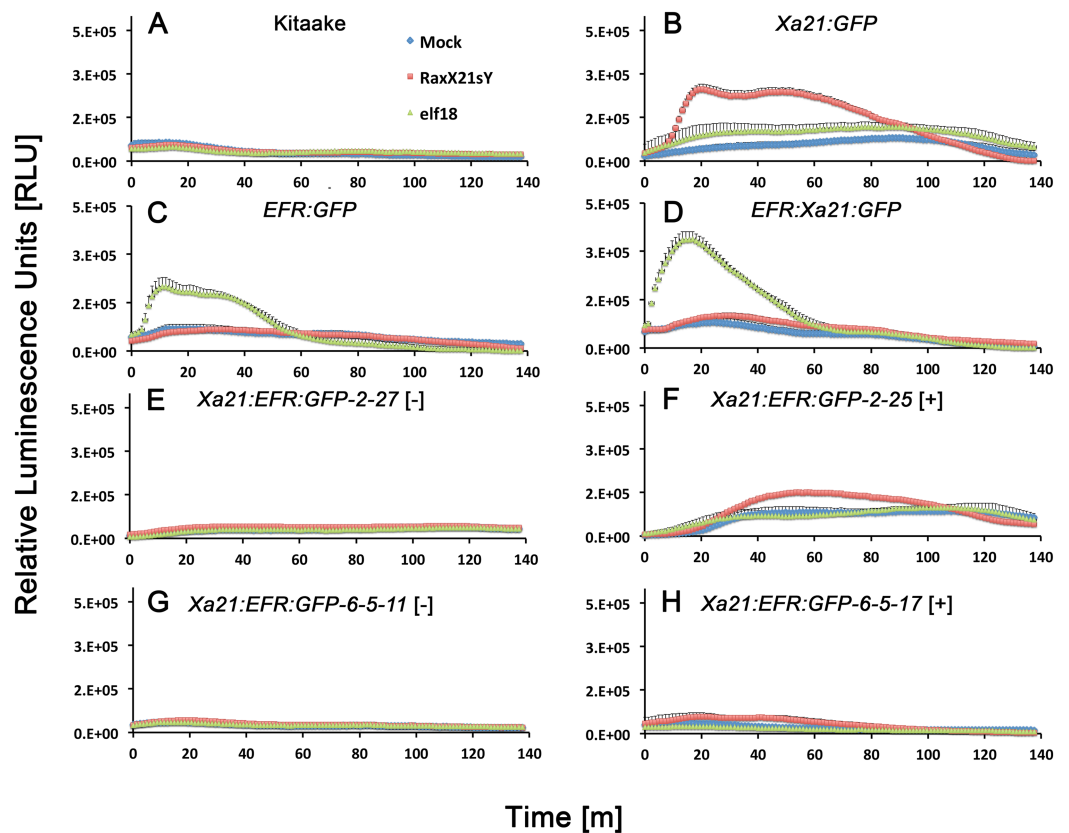 Relative Luminescence Units [RLU]
A Kitaake
5.E+05
3.E+05
2.E+05
0.E+00
0 20 40 60 80 100 120 140
Mock
RaxX21sY
elf18
B Xa21:GFP
5.E+05
3.E+05
2.E+05
0.E+00
0 20 40 60 80 100 120 140
C EFR:GFP
5.E+05
3.E+05
2.E+05
0.E+00
0 20 40 60 80 100 120 140
D EFR:Xa21:GFP
5.E+05
3.E+05
2.E+05
0.E+00
0 20 40 60 80 100 120 140
E Xa21:EFR:GFP-2-27 [-]
5.E+05
3.E+05
2.E+05
0.E+00
0 20 40 60 80 100 120 140
F Xa21:EFR:GFP-2-25 [+]
5.E+05
3.E+05
2.E+05
0.E+00
0 20 40 60 80 100 120 140
G Xa21:EFR:GFP-6-5-11 [-]
5.E+05
3.E+05
2.E+05
0.E+00
0 20 40 60 80 100 120 140
H Xa21:EFR:GFP-6-5-17 [+]
5.E+05
3.E+05
2.E+05
0.E+00
0 20 40 60 80 100 120 140
Time [m]